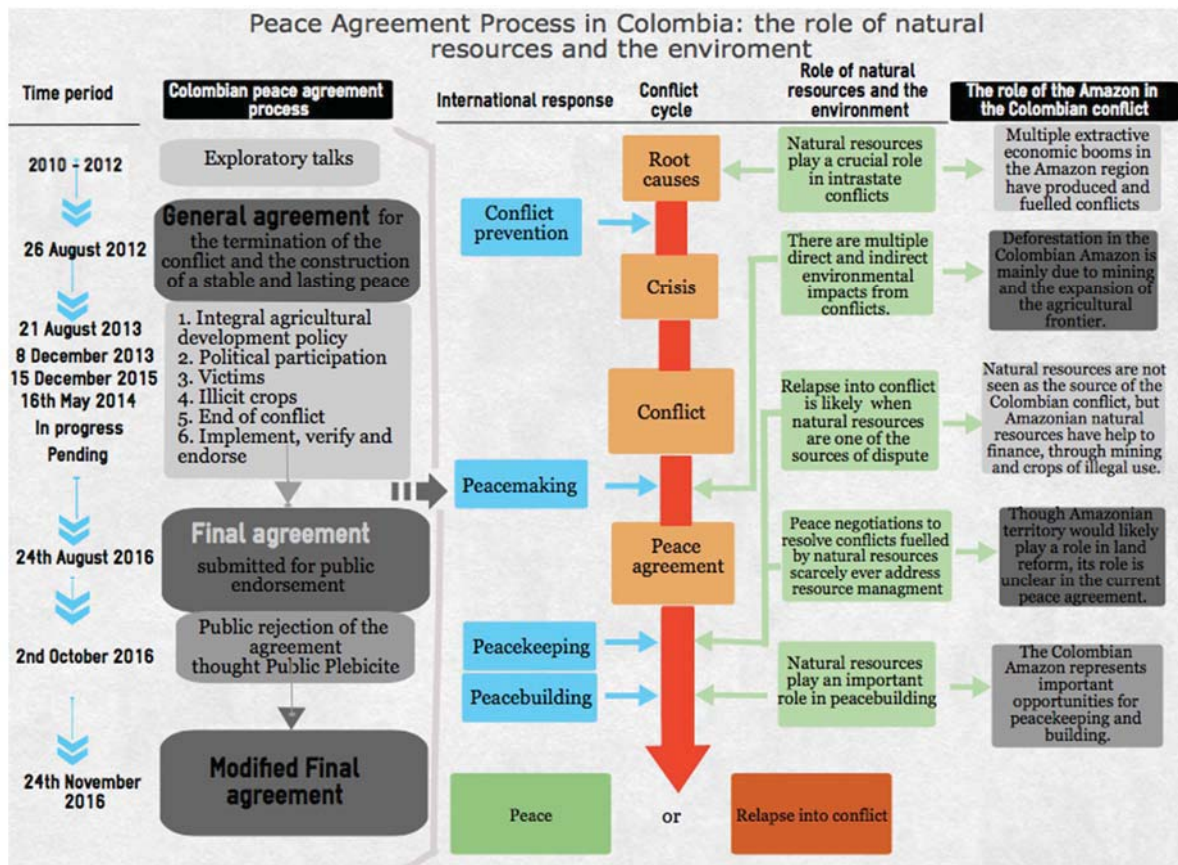 Peace Agreement Process in Colombia: the role of natural
resources and the enviroment
Time period
Colombian peace agreement
process
International response
Conflict
cycle
Role of natural
resources and the
environment
The role of the Amazon in
the Colombian conflict
2010 - 2012
26 August 2012
21 August 2013
8 December 2013
15 December 2015
16th May 2014
In progress
Pending
24th August 2016
2nd October 2016
24th November
2016
Exploratory talks
General agreement for
the termination of the
conflict and the construction
of a stable and lasting peace
1. Integral agricultural
development policy
2. Political participation
3. Victims
4. Illicit crops
5. End of conflict
6. Implement, verify and
endorse
Final agreement
submitted for public
endorsement
Public rejection of the
agreement
thought Public Plebicite
Modified Final
agreement
Conflict
prevention
Peacemaking
Peacekeeping
Peacebuilding
Root
causes
Crisis
Conflict
Peace
agreement
Peace
or
Relapse into conflict
Natural resources
play a crucial role
in intrastate
conflicts
There are multiple
direct and indirect
environmental
impacts from
conflicts.
Relapse into conflict
is likely when
natural resources
are one of the
sources of dispute
Peace negotiations to
resolve conflicts fuelled
by natural resources
scarcely ever address
resource managment
Natural resources
play an important
role in peacebuilding
Multiple extractive
economic booms in
the Amazon region
have produced and
fuelled conflicts
Deforestation in the
Colombian Amazon is
mainly due to mining
and the expansion of
the agricultural
frontier.
Natural resources are not
seen as the source of the
Colombian conflict, but
Amazonian natural
resources have help to
finance, through mining
and crops of illegal use.
Though Amazonian
territory would likely
play a role in land
reform, its role is
unclear in the current
peace agreement.
The Colombian
Amazon represents
important
opportunities for
peacekeeping and
building.